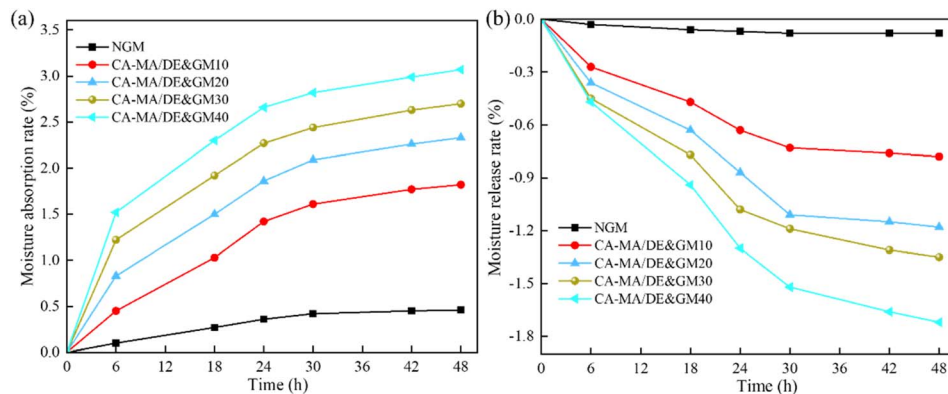 (a)
3.5
3.0
2.5
2.0
1.5
1.0
0.5
0.0
Moisture absorption rate (%)
NGM
CA-MA/DE&GM10
CA-MA/DE&GM20
CA-MA/DE&GM30
CA-MA/DE&GM40
0 6 12 18 24 30 36 42 48
Time (h)
(b)
0.0
-0.3
-0.6
-0.9
-1.2
-1.5
-1.8
Moisture release rate (%)
NGM
CA-MA/DE&GM10
CA-MA/DE&GM20
CA-MA/DE&GM30
CA-MA/DE&GM40
0 6 12 18 24 30 36 42 48
Time (h)